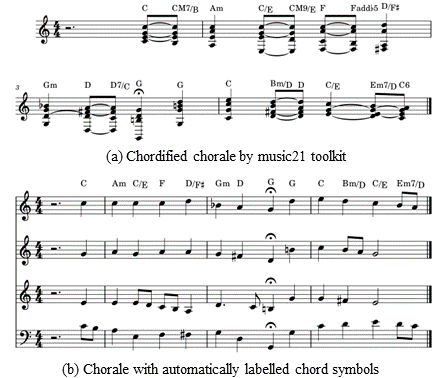 C CM7/B Am C/E CM9/E F Faddi5 D/F#
3 Gm D D7/C G G C Bm/D D C/E Em7/D C6
(a) Chordified chorale by music21 toolkit
C Am C/E F D/F# Gm D G G C Bm/D C/E Em7/D
(b) Chorale with automatically labelled chord symbols